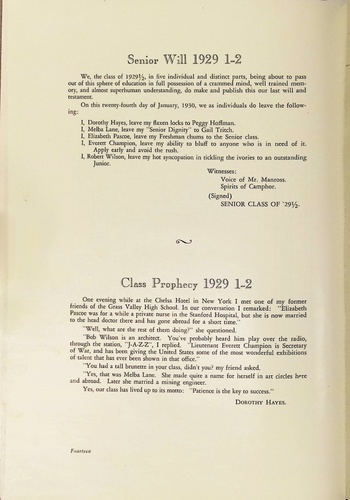 Senior Will 1929 1-2
We, the class of 1929½, in five individual and distinct parts, being about to pass
out of this sphere of education in full possession of a crammed mind, well trained mem-
ory, and almost superhuman understanding, do make and publish this our last will and
testament.
On this twenty-fourth day of January, 1930, we as individuals do leave the follow-
ing:
I, Dorothy Hayes, leave my flaxen locks to Peggy Hoffman.
I, Melba Lane, leave my "Senior Dignity" to Gail Tritch.
I, Elizabeth Pascoe, leave my Freshman chums to the Senior class.
I, Everett Champion, leave my ability to bluff to anyone who is in need of it.
Apply early and avoid the rush.
I, Robert Wilson, leave my hot syncopation in tickling the ivories to an outstanding
Junior.
Witnesses:
Voice of Mr. Manross.
Spirits of Camphor.
(Signed)
SENIOR CLASS OF '29½.
Class Prophecy 1929 1-2
One evening while at the Chelsa Hotel in New York I met one of my former
friends of the Grass Valley High School. In our conversation I remarked: "Elizabeth
Pascoe was for a while a private nurse in the Stanford Hospital, but she is now married
to the head doctor there and has gone abroad for a short time."
"Well, what are the rest of them doing?" she questioned.
"Bob Wilson is an architect. You've probably heard him play over the radio,
through the station, "J-A-Z-Z", I replied. "Lieutenant Everett Champion is Secretary
of War, and has been giving the United States some of the most wonderful exhibitions
of talent that has ever been shown in that office."
"You had a tall brunette in your class, didn't you? my friend asked.
"Yes, that was Melba Lane. She made quite a name for herself in art circles here
and abroad. Later she married a mining engineer.
Yes, our class has lived up to its motto: "Patience is the key to success."
DOROTHY HAYES.
Fourteen